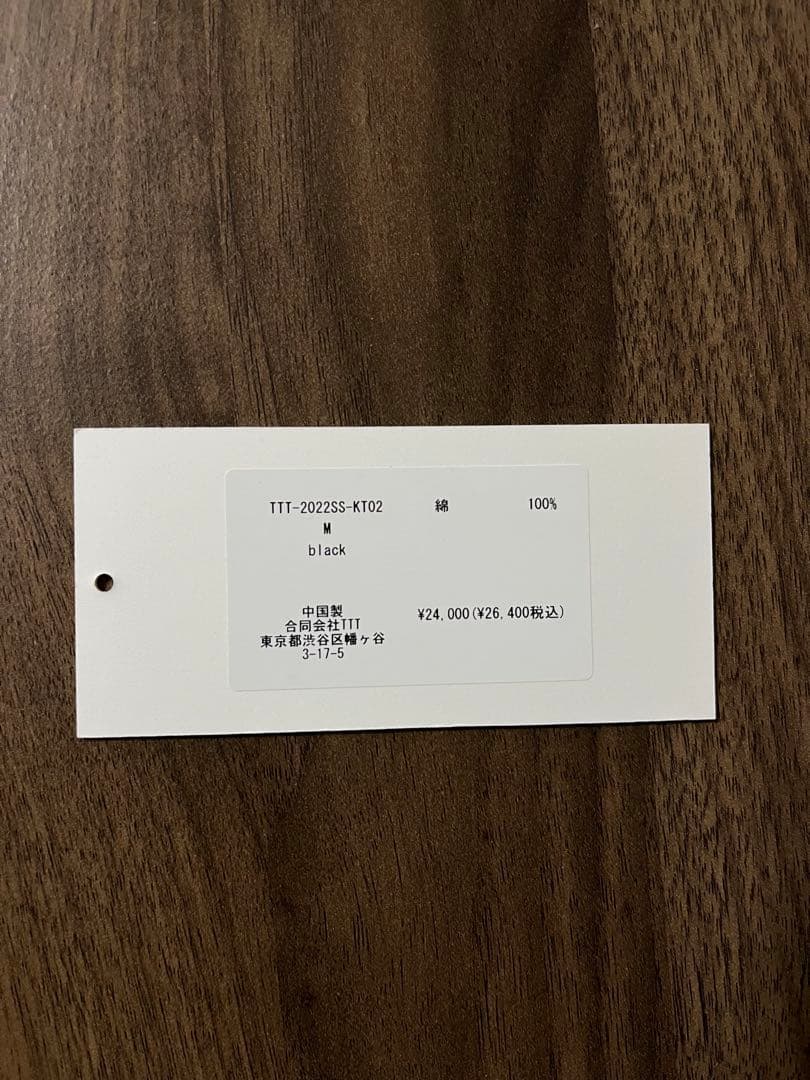 TTT-2022SS-KT02 綿 100%
M
black
中国製
合同会社TTT
東京都渋谷区幡ヶ谷
3-17-5
¥24,000(¥26,400税込)